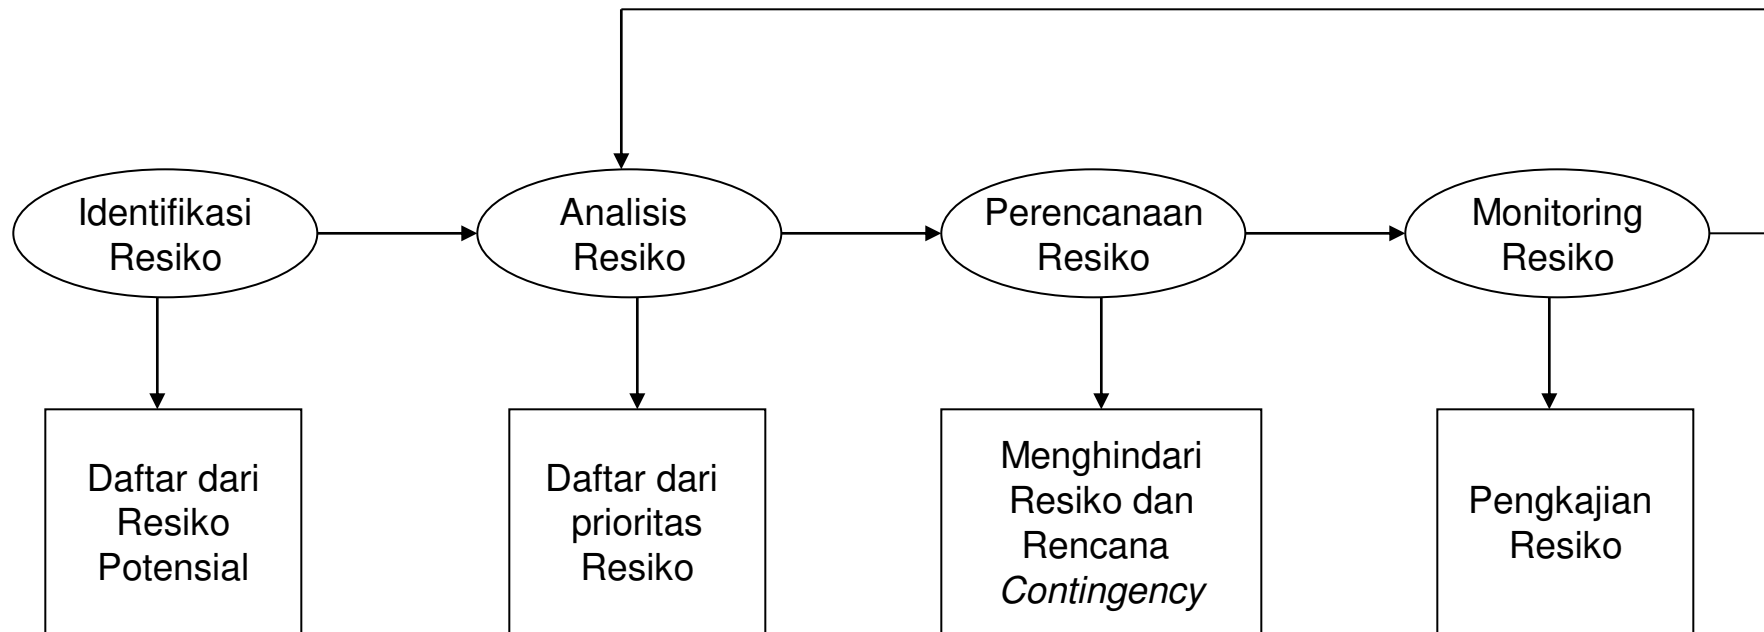 Identifikasi
Resiko
Analisis
Resiko
Perencanaan
Resiko
Monitoring
Resiko
Daftar dari
Resiko
Potensial
Daftar dari
prioritas
Resiko
Menghindari
Resiko dan
Rencana
Contingency
Pengkajian
Resiko